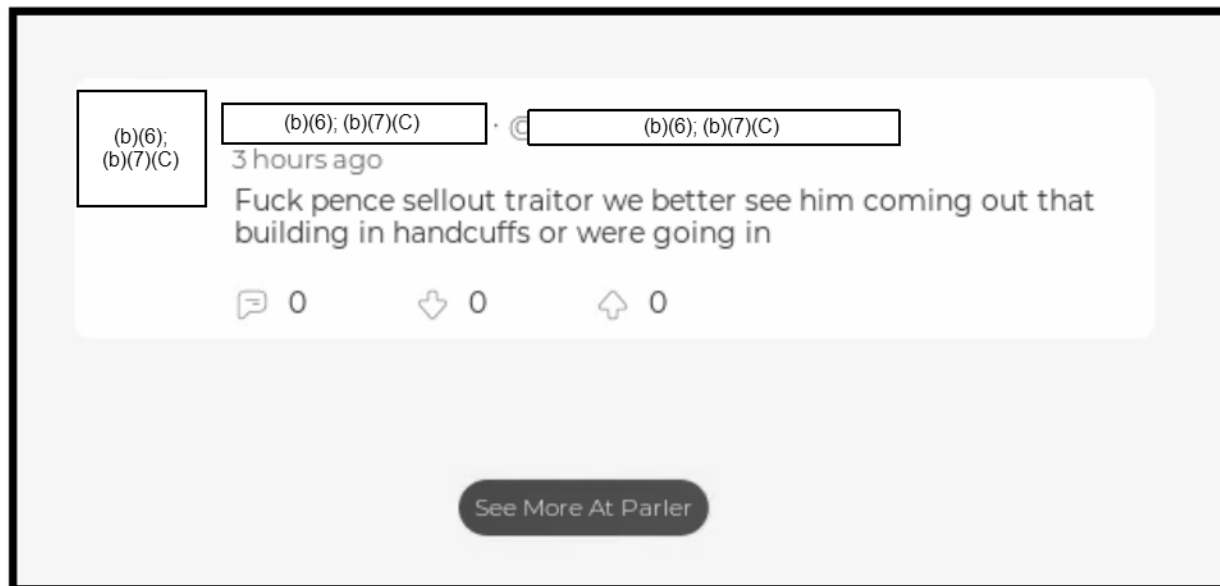 (b)(6);
(b)(7)(C)
(b)(6); (b)(7)(C) · @ (b)(6); (b)(7)(C)
3 hours ago
Fuck pence sellout traitor we better see him coming out that
building in handcuffs or were going in
0 0 0
See More At Parler